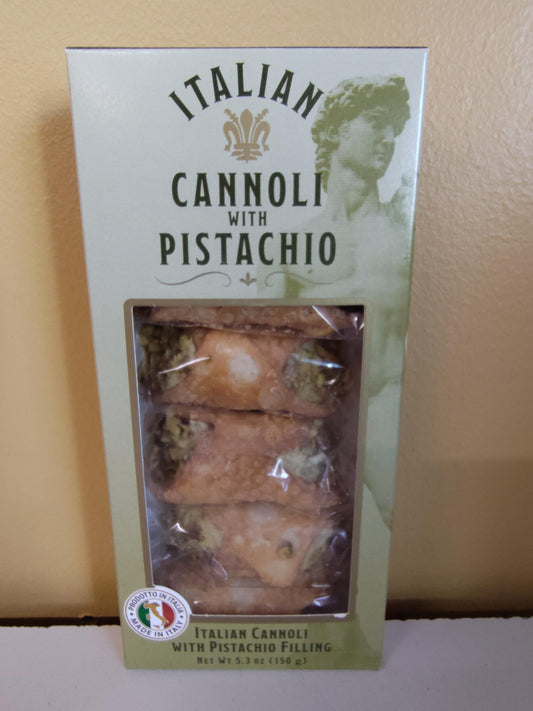 ITALIAN
CANNOLI
WITH
PISTACHIO
PRODOTTO IN ITALIA
MADE IN ITALY
ITALIAN CANNOLI
WITH PISTACHIO FILLING
NET WT 5.3 OZ (150 g)